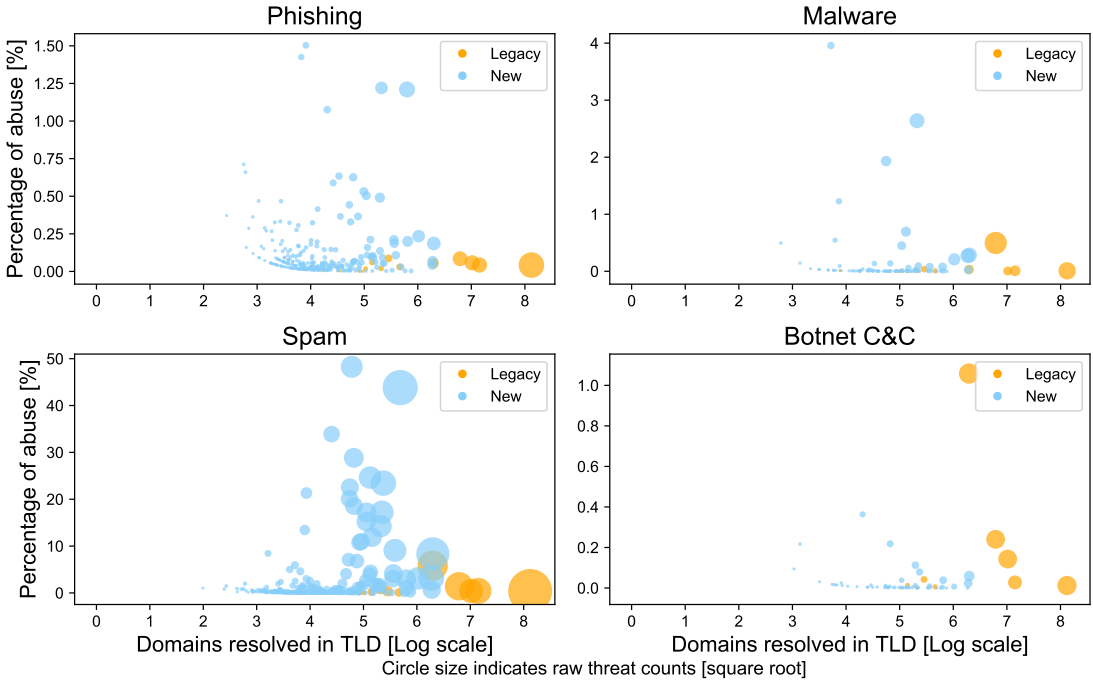 Phishing
Percentage of abuse [%]
1.50
1.25
1.00
0.75
0.50
0.25
0.00
0 1 2 3 4 5 6 7 8
Legacy
New
Malware
4
3
2
1
0
0 1 2 3 4 5 6 7 8
Legacy
New
Spam
Percentage of abuse [%]
50
40
30
20
10
0
0 1 2 3 4 5 6 7 8
Legacy
New
Domains resolved in TLD [Log scale]
Botnet C&C
1.0
0.8
0.6
0.4
0.2
0.0
0 1 2 3 4 5 6 7 8
Legacy
New
Domains resolved in TLD [Log scale]
Circle size indicates raw threat counts [square root]